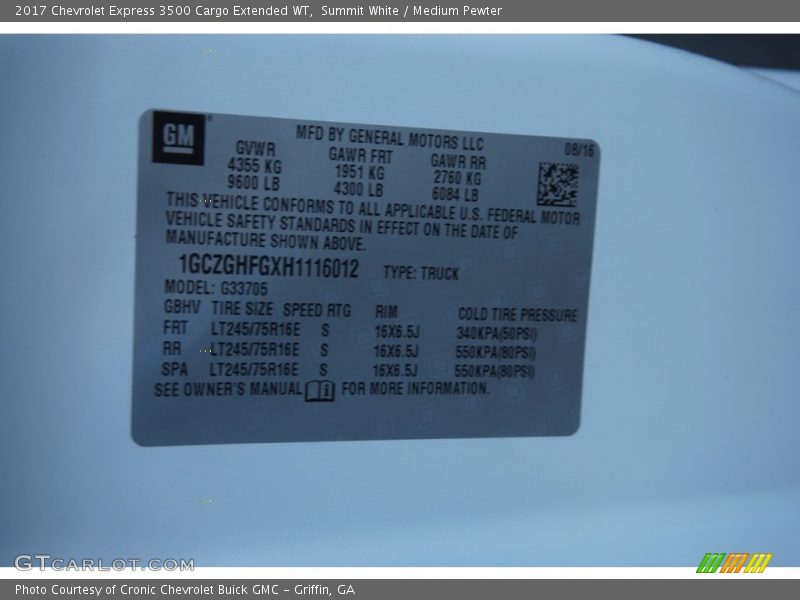 2017 Chevrolet Express 3500 Cargo Extended WT, Summit White / Medium Pewter
GM
MFD BY GENERAL MOTORS LLC 08/16
GVWR GAWR FRT GAWR RR
4355 KG 1951 KG 2760 KG
9600 LB 4300 LB 6084 LB
THIS VEHICLE CONFORMS TO ALL APPLICABLE U.S. FEDERAL MOTOR
VEHICLE SAFETY STANDARDS IN EFFECT ON THE DATE OF
MANUFACTURE SHOWN ABOVE.
1GCZGHFGXH1116012 TYPE: TRUCK
MODEL: G33705
GBHV TIRE SIZE SPEED RTG RIM COLD TIRE PRESSURE
FRT LT245/75R16E S 16X6.5J 340KPA(50PSI)
RR LT245/75R16E S 16X6.5J 550KPA(80PSI)
SPA LT245/75R16E S 16X6.5J 550KPA(80PSI)
SEE OWNER'S MANUAL i FOR MORE INFORMATION.
GTCARLOT.COM
Photo Courtesy of Cronic Chevrolet Buick GMC - Griffin, GA